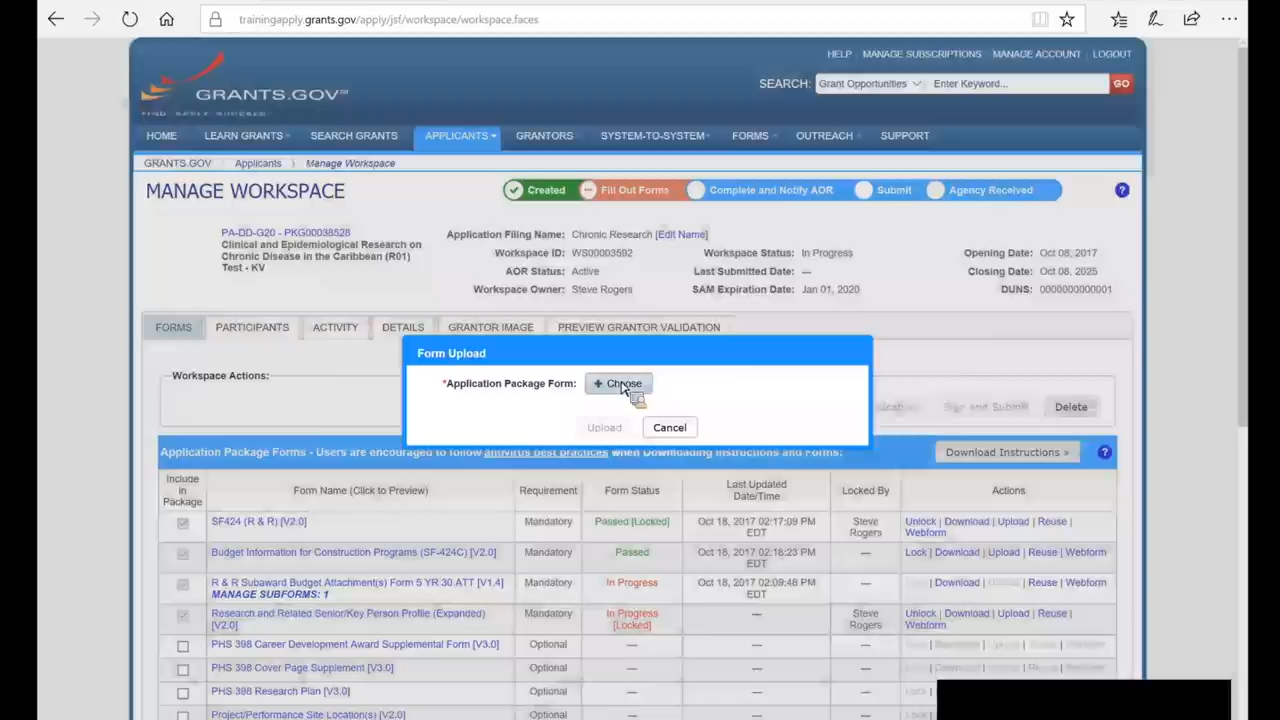 trainingapply.grants.gov/apply/jsf/workspace/workspace.faces
HELP MANAGE SUBSCRIPTIONS MANAGE ACCOUNT LOGOUT
GRANTS.GOV℠
SEARCH: Grant Opportunities Enter Keyword... GO
HOME LEARN GRANTS SEARCH GRANTS APPLICANTS GRANTORS SYSTEM-TO-SYSTEM FORMS OUTREACH SUPPORT
GRANTS.GOV Applicants Manage Workspace
MANAGE WORKSPACE
Created Fill Out Forms Complete and Notify AOR Submit Agency Received ?
PA-DD-G20 - PKG00038528
Clinical and Epidemiological Research on
Chronic Disease in the Caribbean (R01)
Test - KV
Application Filing Name: Chronic Research [Edit Name]
Workspace ID: WS00003592 Workspace Status: In Progress Opening Date: Oct 08, 2017
AOR Status: Active Last Submitted Date: — Closing Date: Oct 08, 2025
Workspace Owner: Steve Rogers SAM Expiration Date: Jan 01, 2020 DUNS: 0000000000001
FORMS PARTICIPANTS ACTIVITY DETAILS GRANTOR IMAGE PREVIEW GRANTOR VALIDATION
Form Upload
*Application Package Form: + Choose
Upload Cancel
Workspace Actions:
Sign and Submit Delete
Application Package Forms - Users are encouraged to follow antivirus best practices when Downloading Instructions and Forms: Download Instructions » ?
Include in Package Form Name (Click to Preview) Requirement Form Status Last Updated Date/Time Locked By Actions
SF424 (R & R) [V2.0] Mandatory Passed [Locked] Oct 18, 2017 02:17:09 PM EDT Steve Rogers Unlock | Download | Upload | Reuse | Webform
Budget Information for Construction Programs (SF-424C) [V2.0] Mandatory Passed Oct 18, 2017 02:16:23 PM EDT — Lock | Download | Upload | Reuse | Webform
R & R Subaward Budget Attachment(s) Form 5 YR 30 ATT [V1.4] Mandatory In Progress Oct 18, 2017 02:09:48 PM EDT — | Download | | Reuse | Webform
MANAGE SUBFORMS: 1
Research and Related Senior/Key Person Profile (Expanded) [V2.0] Mandatory In Progress [Locked] — Steve Rogers Unlock | Download | Upload | Reuse | Webform
PHS 398 Career Development Award Supplemental Form [V3.0] Optional — — —
PHS 398 Cover Page Supplement [V3.0] Optional — — —
PHS 398 Research Plan [V3.0] Optional — — — Lock |
Project/Performance Site Location(s) [V2.0] Optional — — —